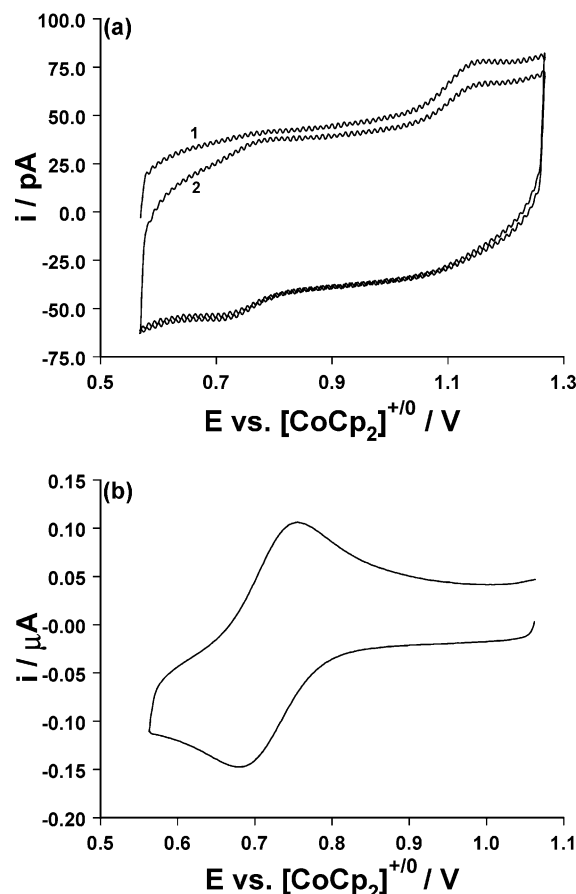 (a)
100.0
75.0
50.0
25.0
0.0
-25.0
-50.0
-75.0
i / pA
1
2
0.5 0.7 0.9 1.1 1.3
E vs. [CoCp₂]⁺/⁰ / V
(b)
0.15
0.10
0.05
-0.00
-0.05
-0.10
-0.15
-0.20
i / μA
0.5 0.6 0.7 0.8 0.9 1.0 1.1
E vs. [CoCp₂]⁺/⁰ / V